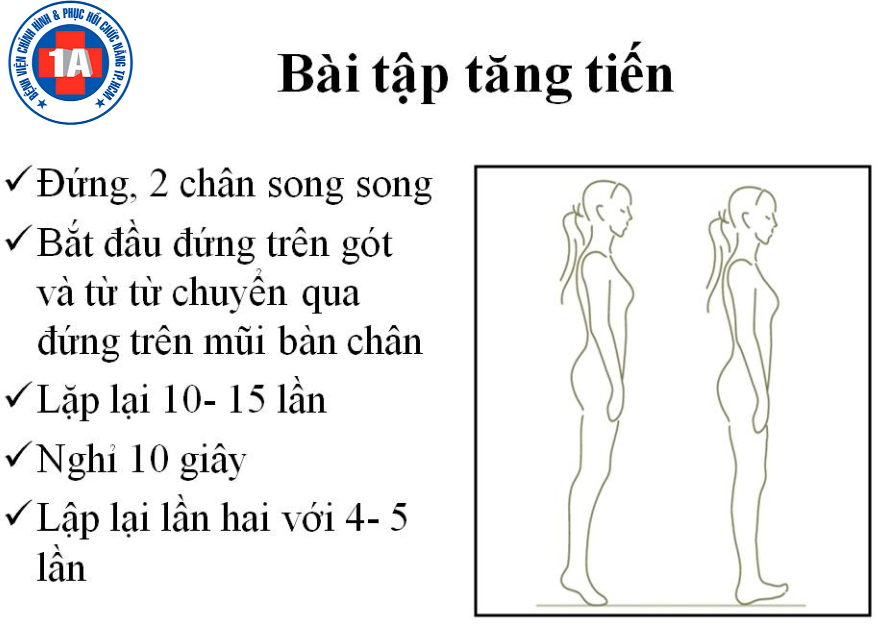 BỆNH VIỆN CHỈNH HÌNH & PHỤC HỒI CHỨC NĂNG TP.HCM
1A
Bài tập tăng tiến
✓Đứng, 2 chân song song
✓Bắt đầu đứng trên gót
và từ từ chuyển qua
đứng trên mũi bàn chân
✓Lặp lại 10- 15 lần
✓Nghỉ 10 giây
✓Lập lại lần hai với 4- 5
lần